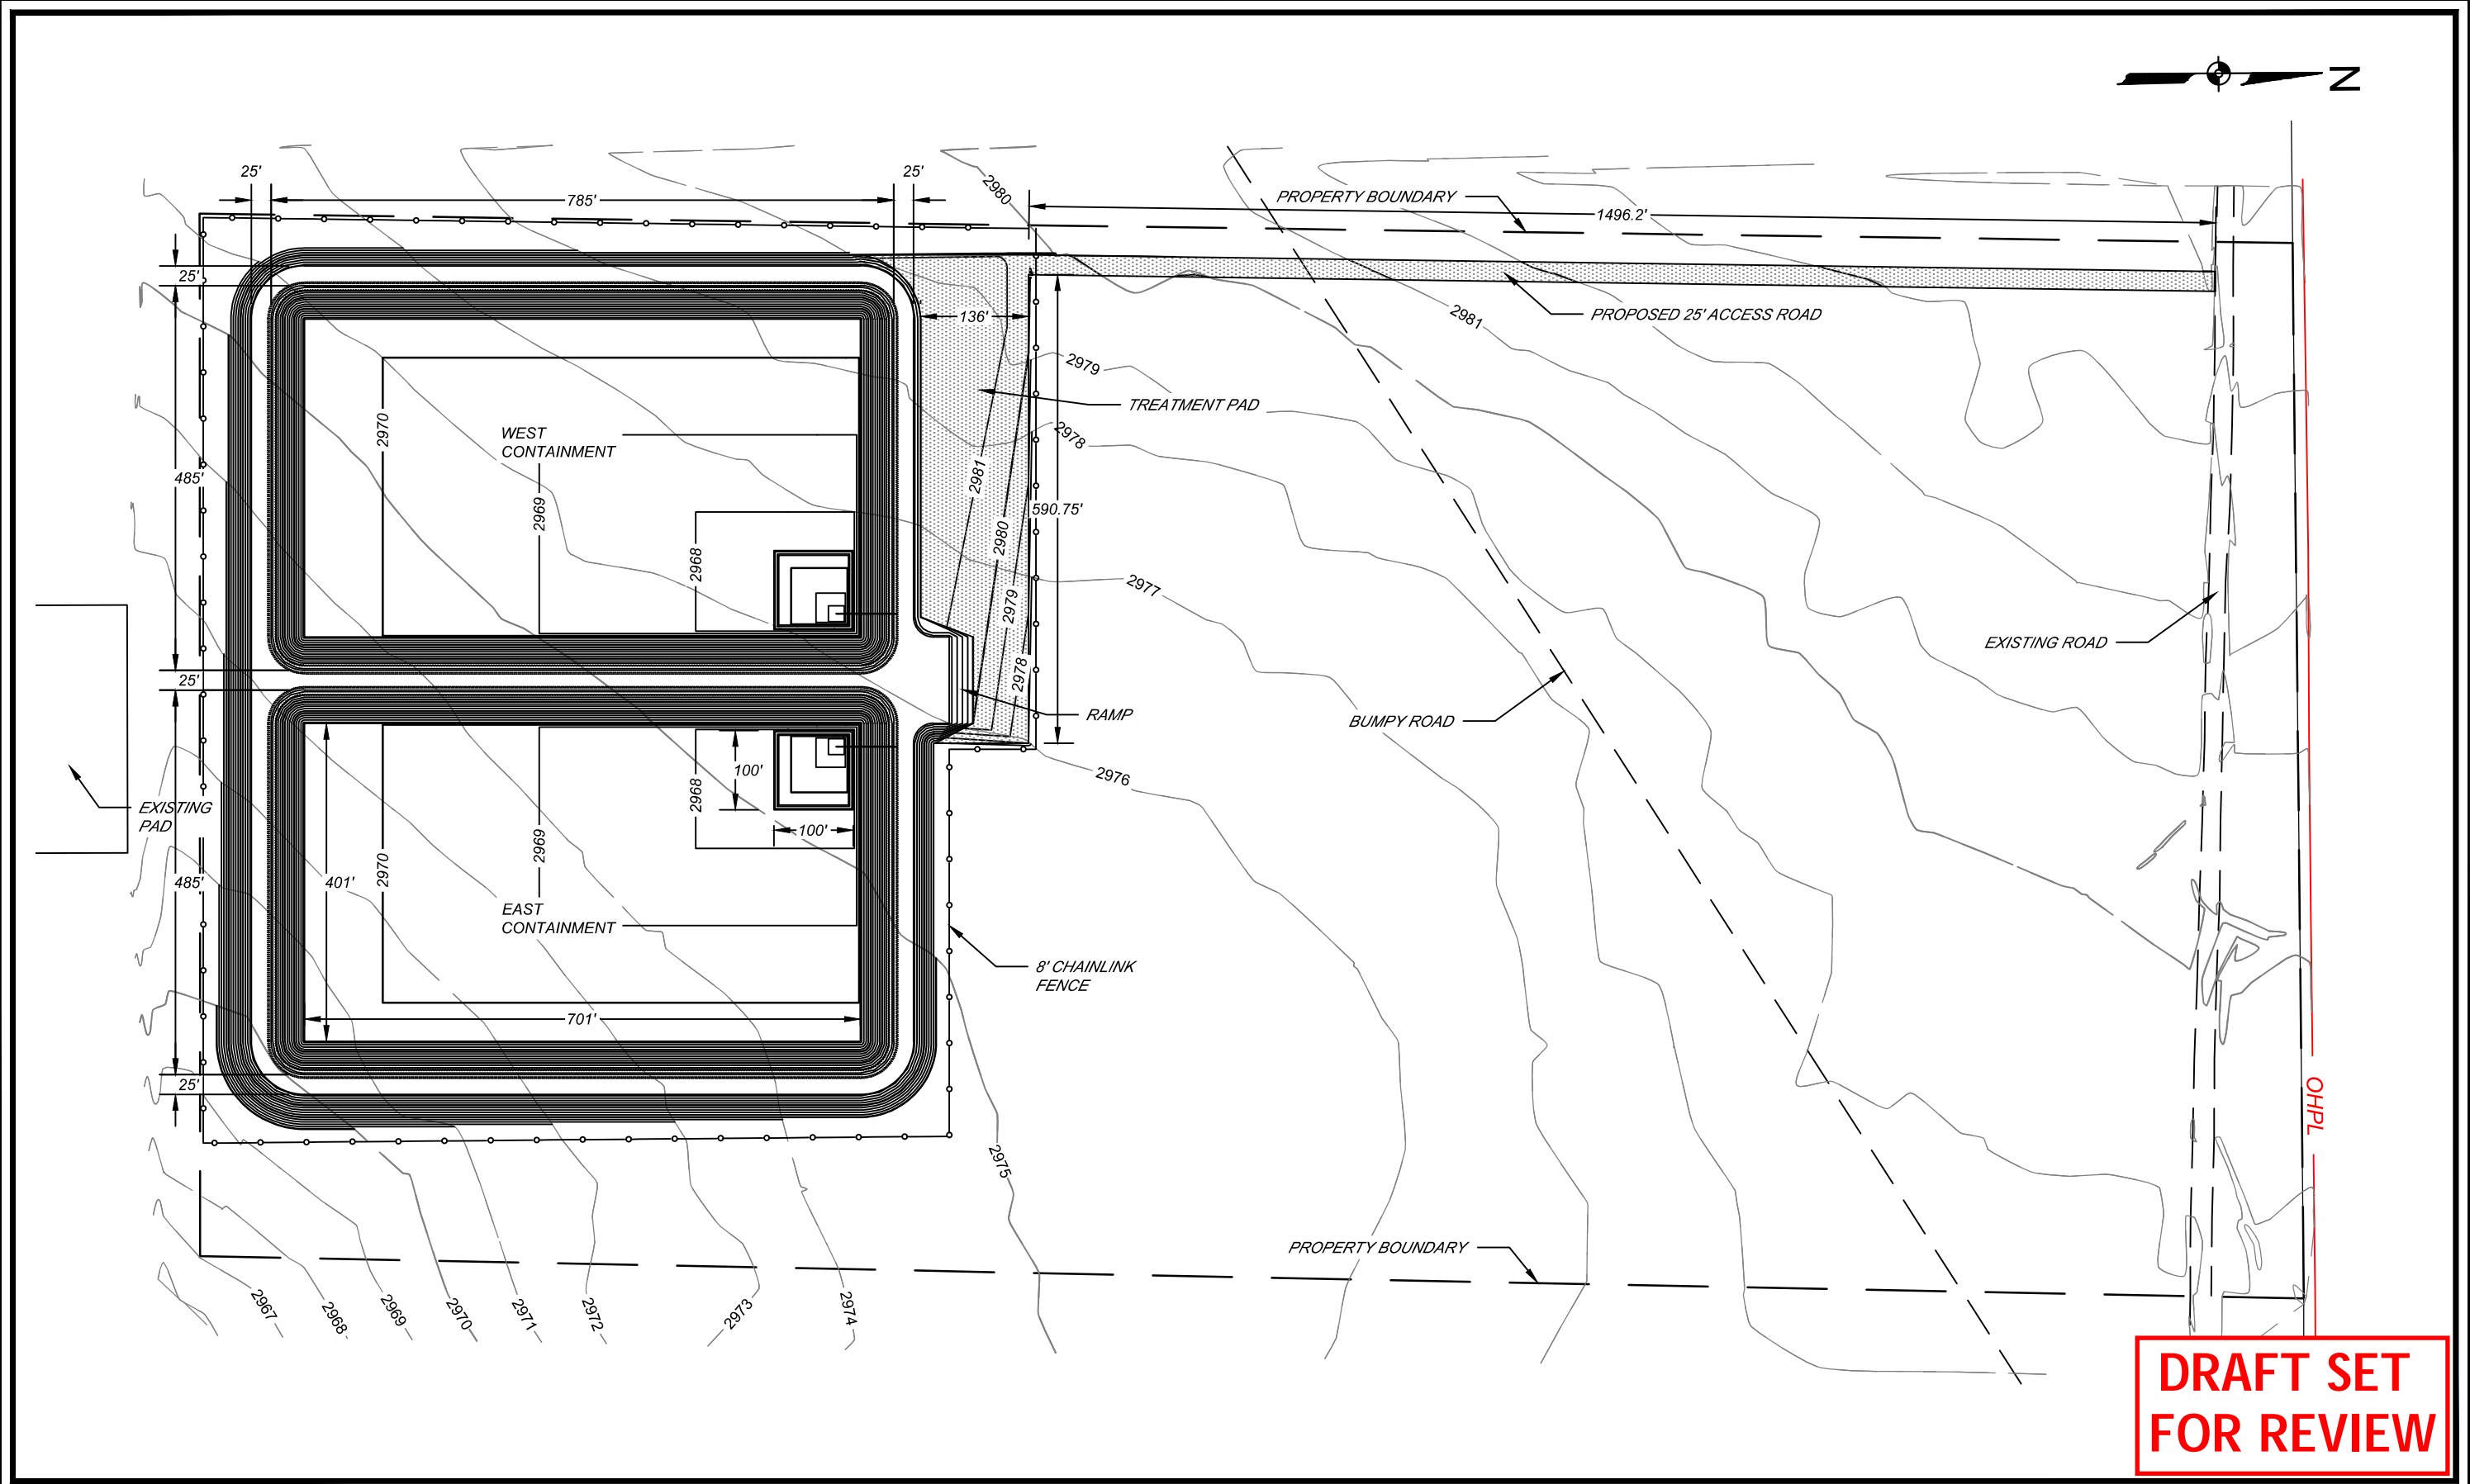 N
25'
785'
25'
2980
PROPERTY BOUNDARY
1496.2'
25'
136'
2981
PROPOSED 25' ACCESS ROAD
2979
TREATMENT PAD
2970
WEST
CONTAINMENT
2978
485'
2981
2969
590.75'
2980
2968
2977
2979
EXISTING ROAD
2978
25'
RAMP
BUMPY ROAD
100'
2976
2968
EXISTING
PAD
100'
2969
2970
485'
401'
EAST
CONTAINMENT
8' CHAINLINK
FENCE
701'
25'
OHPL
2975
PROPERTY BOUNDARY
2967
2968
2969
2970
2971
2972
2973
2974
DRAFT SET
FOR REVIEW